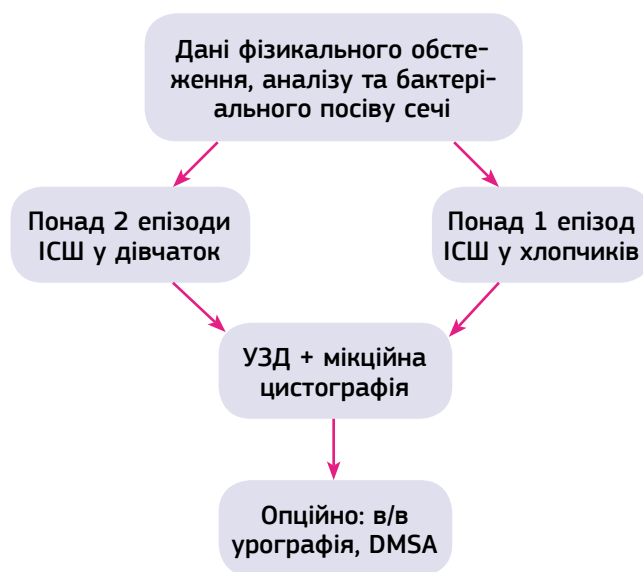 Дані фізикального обсте-
ження, аналізу та бактері-
ального посіву сечі
Понад 2 епізоди
ІСШ у дівчаток
Понад 1 епізод
ІСШ у хлопчиків
УЗД + мікційна
цистографія
Опційно: в/в
урографія, DMSA